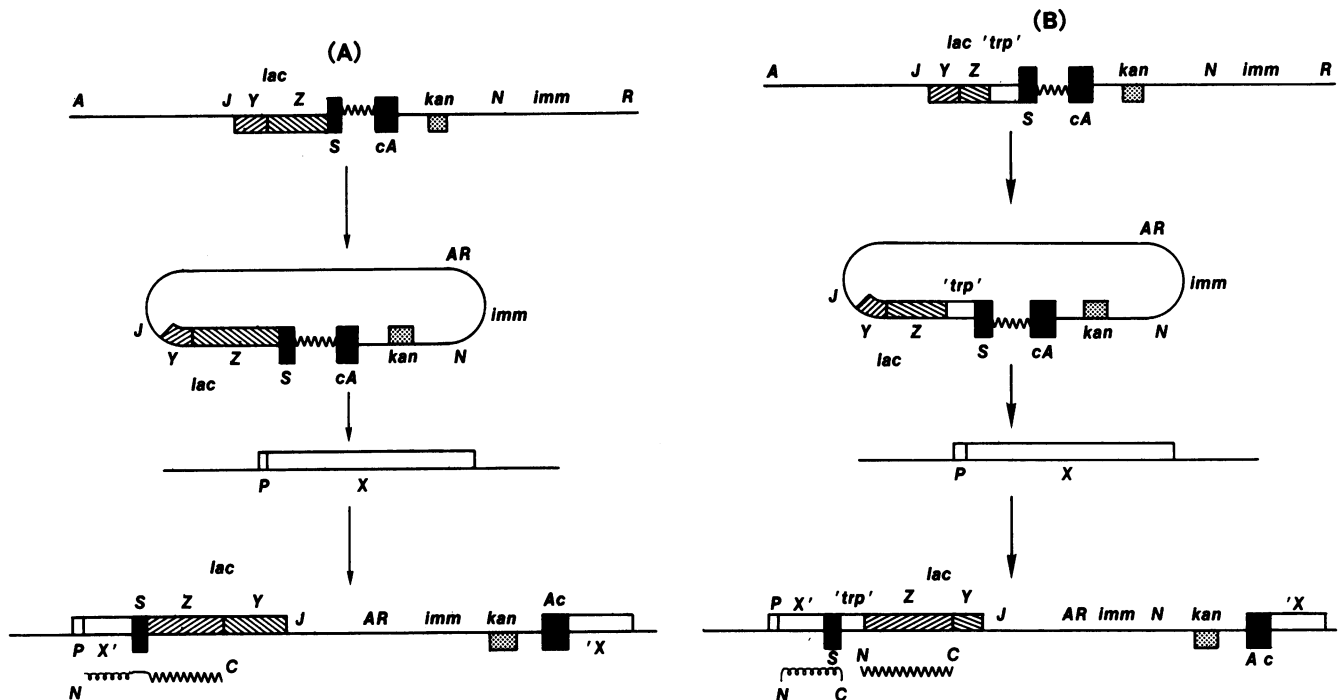 (A)
lac
A J Y Z kan N imm R
S cA
AR
imm
J
Y Z S cA kan N
lac
P X
lac
S Z Y J AR imm kan Ac
P X' 'X
N C
(B)
lac 'trp'
A J Y Z kan N imm R
S cA
AR
imm
'trp'
J
Y Z S cA kan N
lac
P X
lac
P X' 'trp' Z Y J AR imm N kan 'X
S N C A c
N C